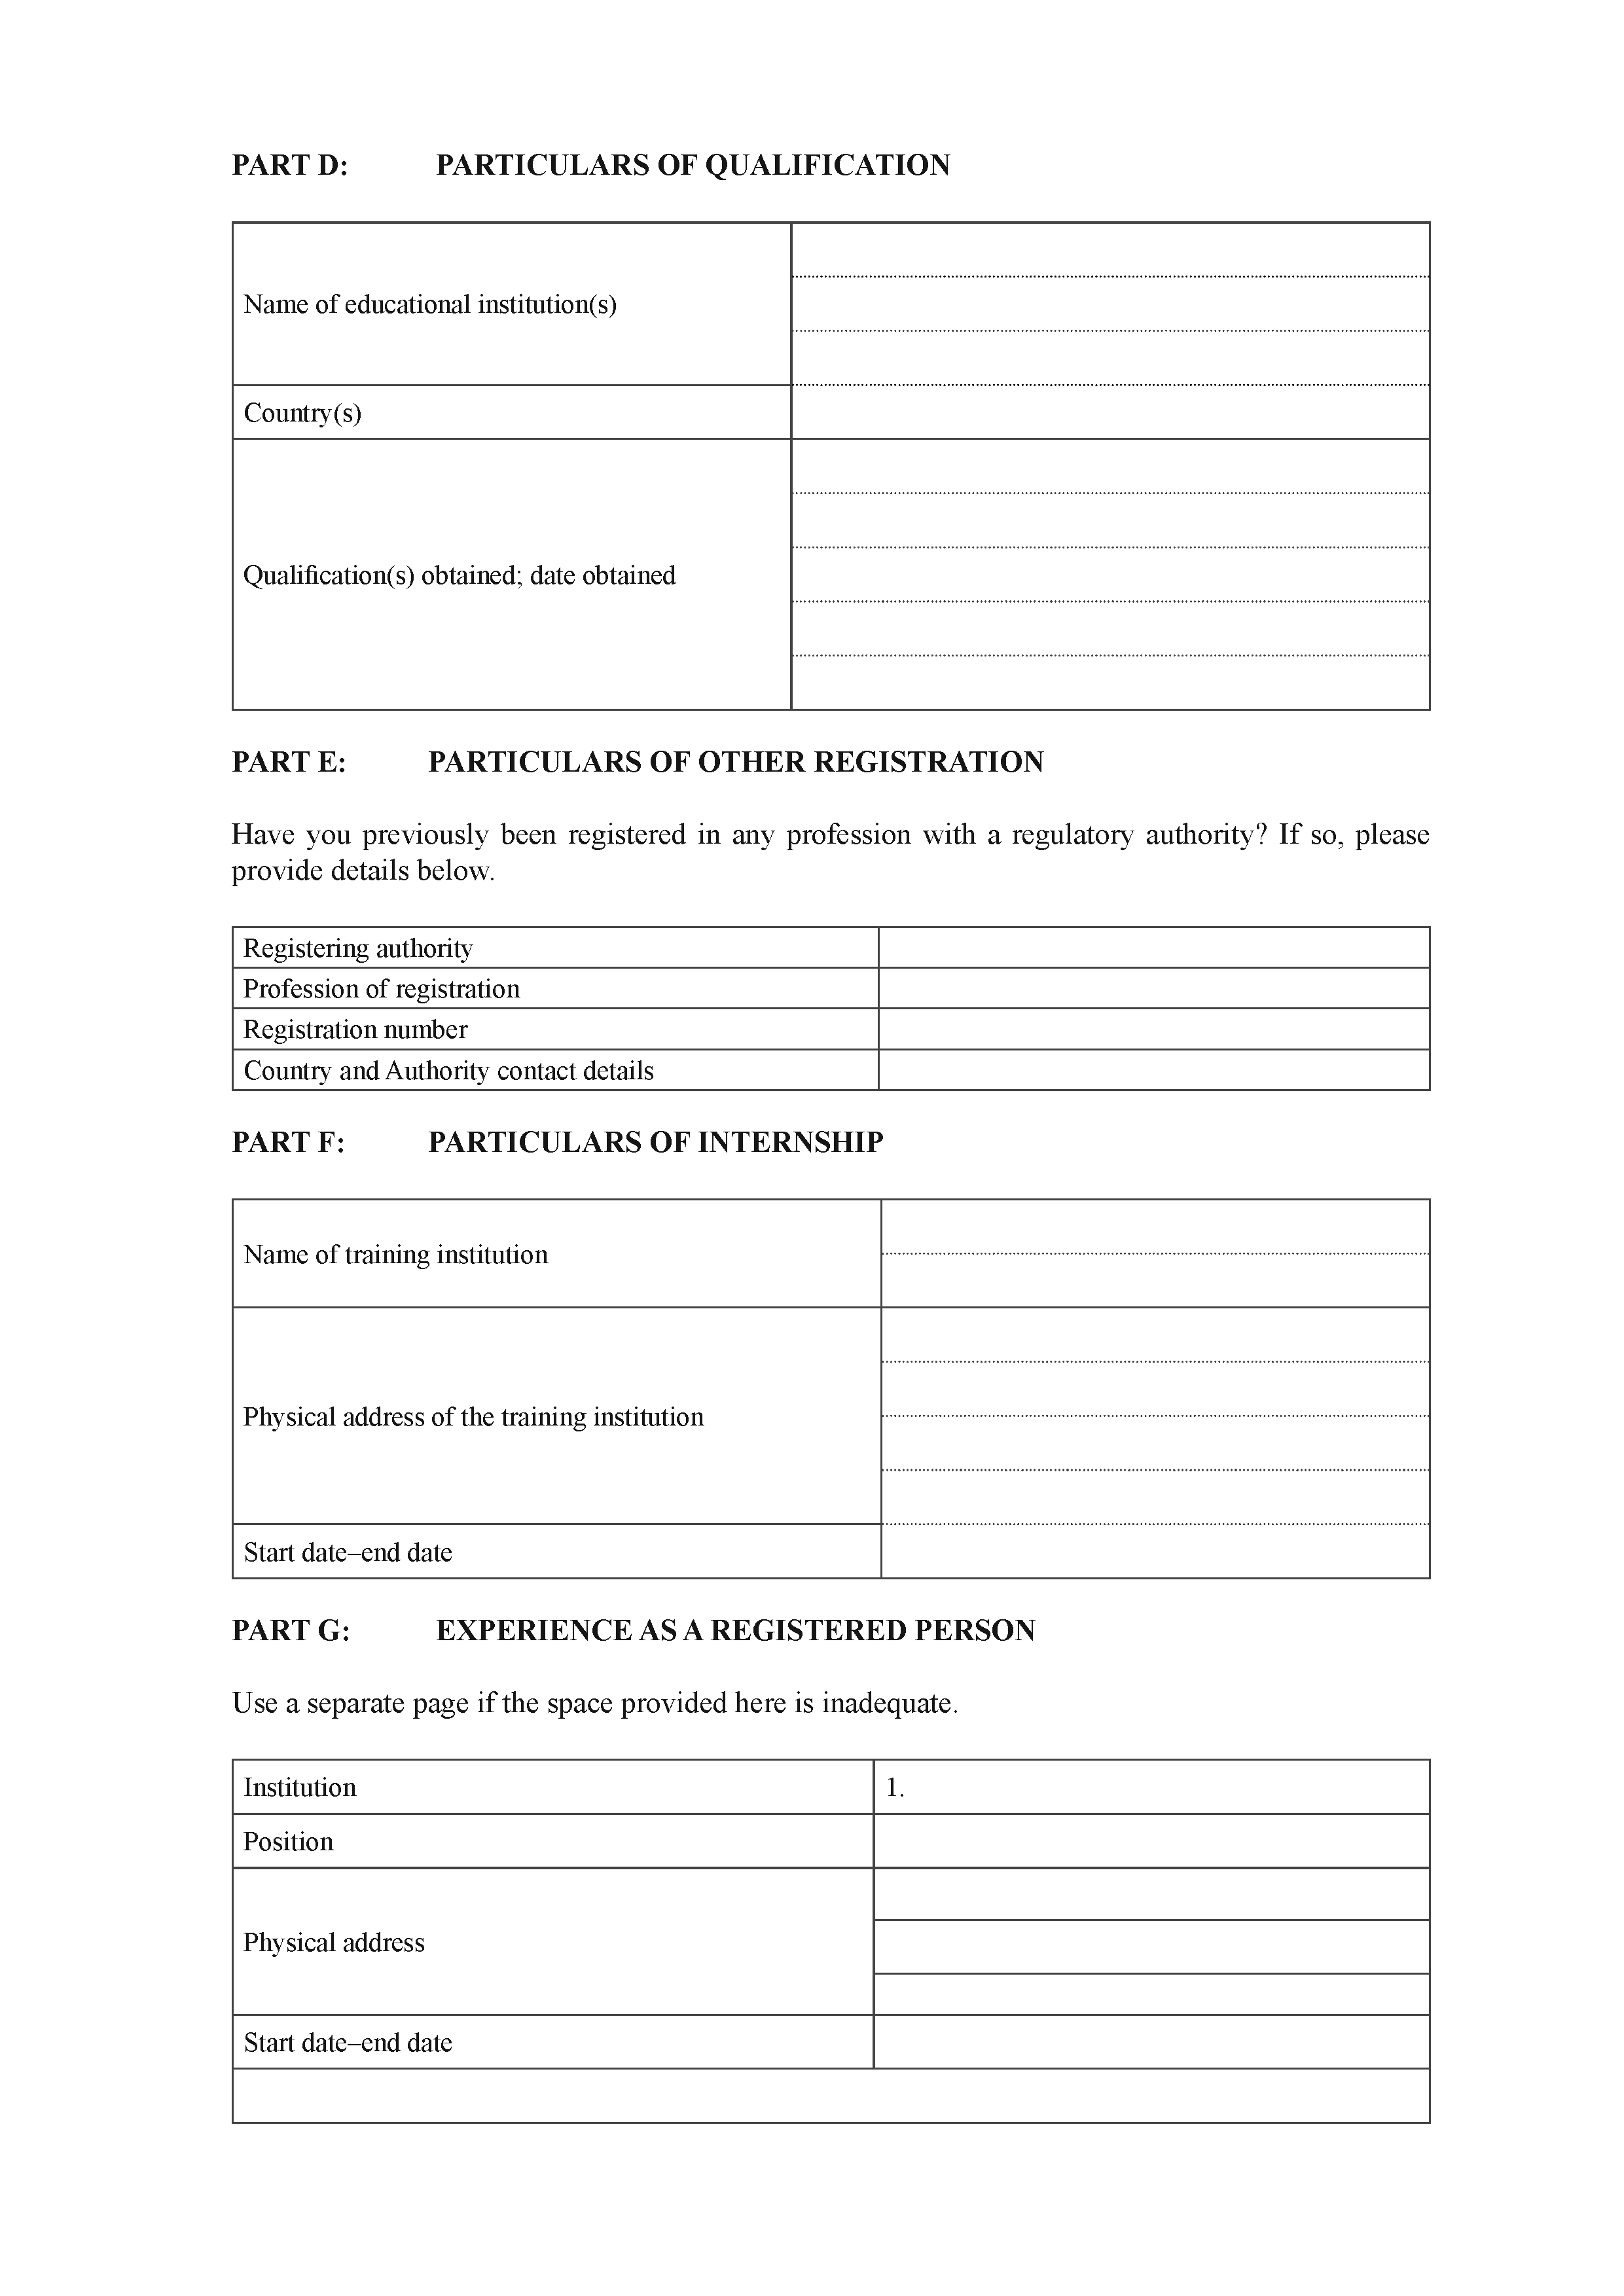 PART D: PARTICULARS OF QUALIFICATION
Name of educational institution(s)
Country(s)
Qualification(s) obtained; date obtained
PART E: PARTICULARS OF OTHER REGISTRATION
Have you previously been registered in any profession with a regulatory authority? If so, please
provide details below.
Registering authority
Profession of registration
Registration number
Country and Authority contact details
PART F: PARTICULARS OF INTERNSHIP
Name of training institution
Physical address of the training institution
Start date–end date
PART G: EXPERIENCE AS A REGISTERED PERSON
Use a separate page if the space provided here is inadequate.
Institution 1.
Position
Physical address
Start date–end date